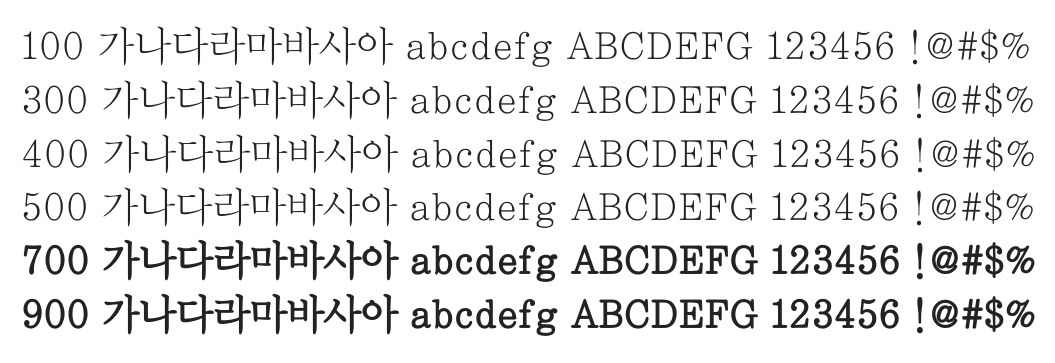 100 가나다라마바사아 abcdefg ABCDEFG 123456 !@#$%
300 가나다라마바사아 abcdefg ABCDEFG 123456 !@#$%
400 가나다라마바사아 abcdefg ABCDEFG 123456 !@#$%
500 가나다라마바사아 abcdefg ABCDEFG 123456 !@#$%
700 가나다라마바사아 abcdefg ABCDEFG 123456 !@#$%
900 가나다라마바사아 abcdefg ABCDEFG 123456 !@#$%